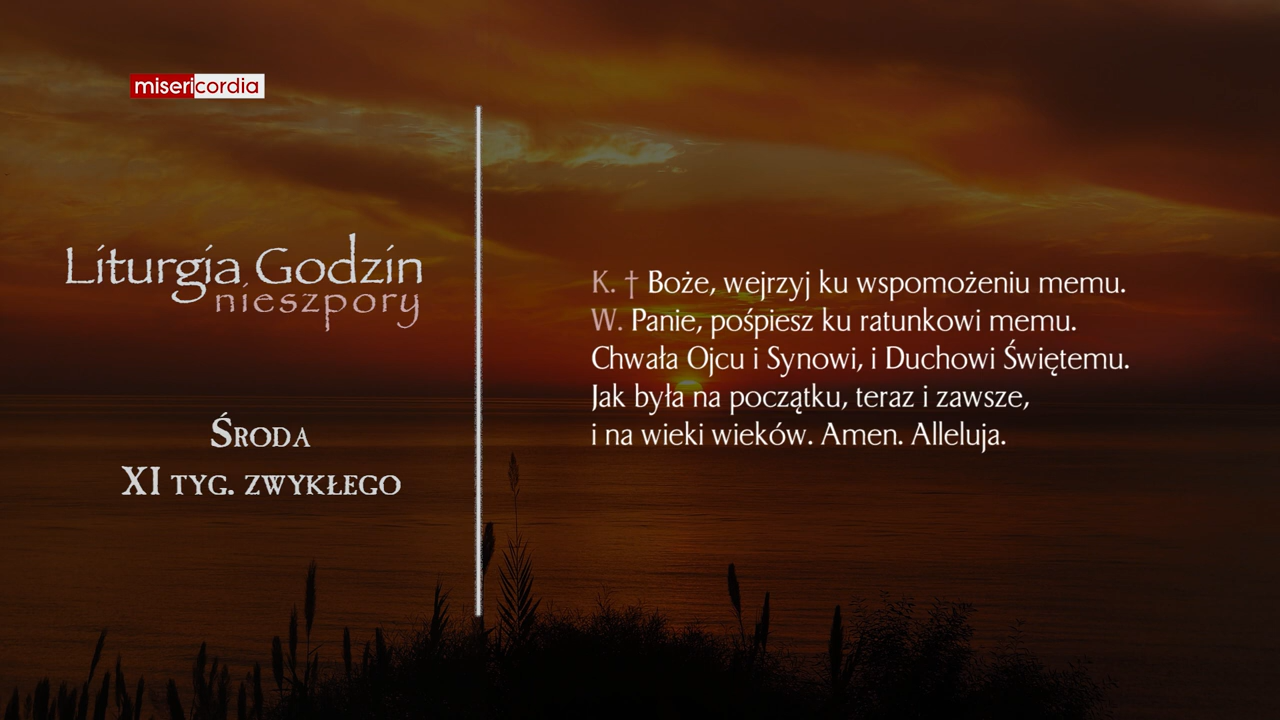 misericordia
Liturgia Godzin
nieszpory
Środa
XI tyg. zwykłego
K. † Boże, wejrzyj ku wspomożeniu memu.
W. Panie, pośpiesz ku ratunkowi memu.
Chwała Ojcu i Synowi, i Duchowi Świętemu.
Jak była na początku, teraz i zawsze,
i na wieki wieków. Amen. Alleluja.